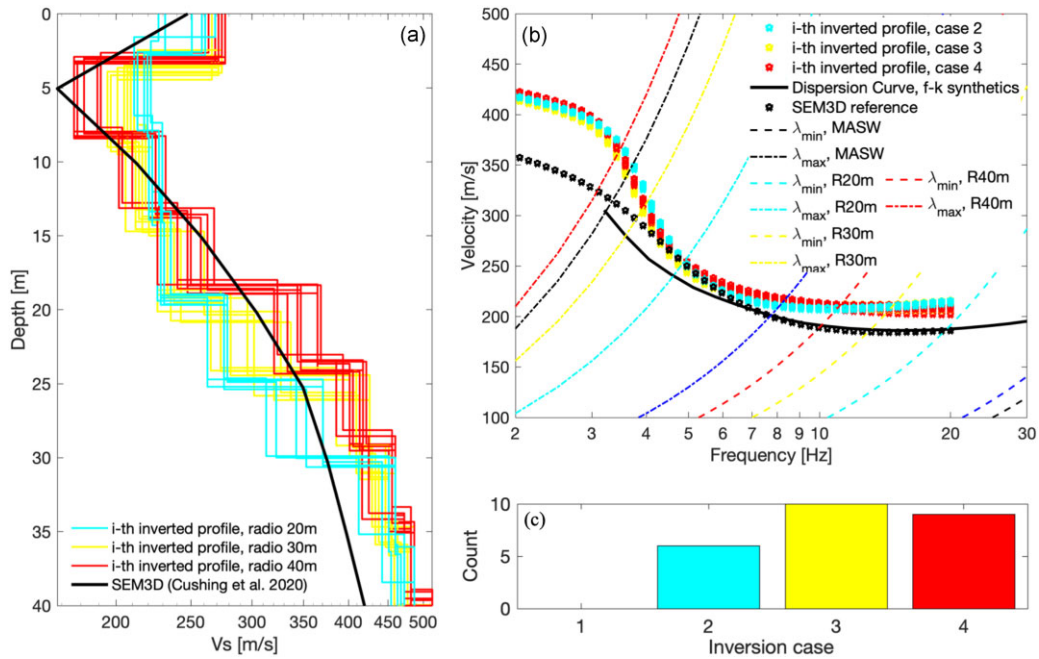 (a)
0
5
10
15
20
25
30
35
40
Depth [m]
i-th inverted profile, radio 20m
i-th inverted profile, radio 30m
i-th inverted profile, radio 40m
SEM3D (Cushing et al. 2020)
200 250 300 350 400 450 500
Vs [m/s]
(b)
500
450
400
350
300
250
200
150
100
Velocity [m/s]
i-th inverted profile, case 2
i-th inverted profile, case 3
i-th inverted profile, case 4
Dispersion Curve, f-k synthetics
SEM3D reference
λmin, MASW
λmax, MASW
λmin, R20m
λmax, R20m
λmin, R30m
λmax, R30m
λmin, R40m
λmax, R40m
2 3 4 5 6 7 8 9 10 20 30
Frequency [Hz]
(c)
10
5
0
Count
1 2 3 4
Inversion case